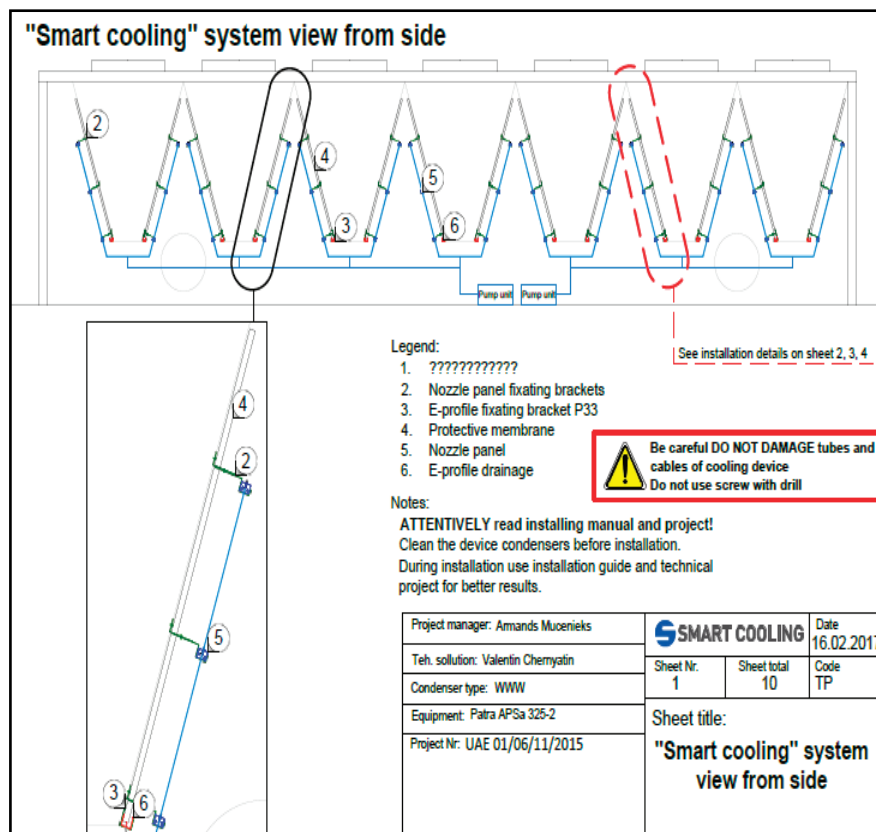 "Smart cooling" system view from side
2
4
5
3
6
Pump unit
Pump unit
See installation details on sheet 2, 3, 4
4
2
5
3
6
Legend:
1. ????????????
2. Nozzle panel fixating brackets
3. E-profile fixating bracket P33
4. Protective membrane
5. Nozzle panel
6. E-profile drainage
Be careful DO NOT DAMAGE tubes and
cables of cooling device
Do not use screw with drill
Notes:
ATTENTIVELY read installing manual and project!
Clean the device condensers before installation.
During installation use installation guide and technical
project for better results.
Project manager: Armands Mucenieks
Teh. sollution: Valentin Chernyatin
Condenser type: WWW
Equipment: Patra APSa 325-2
Project Nr: UAE 01/06/11/2015
SMART COOLING
Date
16.02.2017
Sheet Nr.
1
Sheet total
10
Code
TP
Sheet title:
"Smart cooling" system
view from side